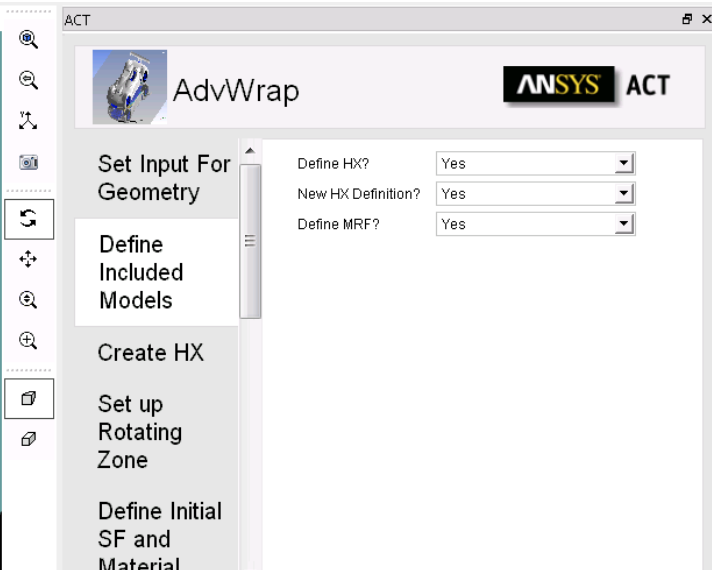 ACT
AdvWrap
ANSYS ACT
Set Input For
Geometry
Define
Included
Models
Create HX
Set up
Rotating
Zone
Define Initial
SF and
Material
Define HX? Yes
New HX Definition? Yes
Define MRF? Yes